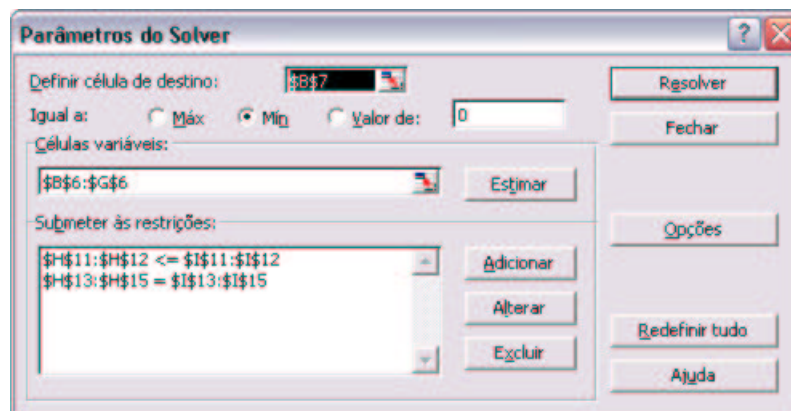 Parâmetros do Solver
Definir célula de destino: $B$7
Resolver
Igual a: Máx Mín Valor de: 0
Fechar
Células variáveis:
$B$6:$G$6
Estimar
Submeter às restrições:
Opções
$H$11:$H$12 <= $I$11:$I$12
$H$13:$H$15 = $I$13:$I$15
Adicionar
Alterar
Redefinir tudo
Excluir
Ajuda